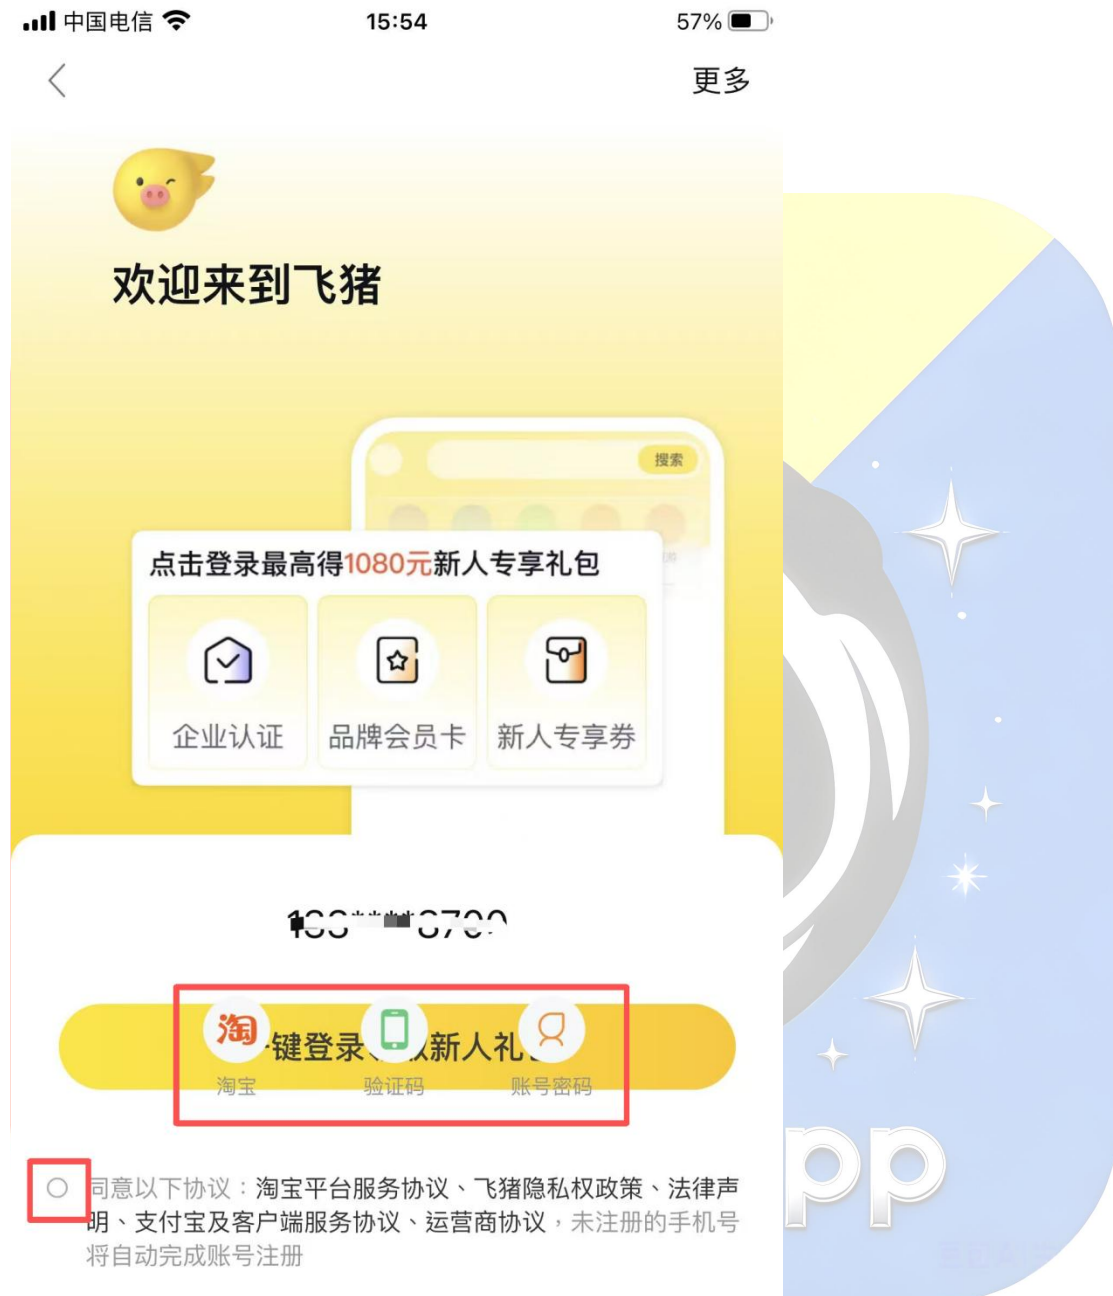 中国电信 15:54 57%
更多
欢迎来到飞猪
搜索
点击登录最高得1080元新人专享礼包
企业认证 品牌会员卡 新人专享券
淘 键登录 新人礼
淘宝 验证码 账号密码
同意以下协议：淘宝平台服务协议、飞猪隐私权政策、法律声
明、支付宝及客户端服务协议、运营商协议，未注册的手机号
将自动完成账号注册
pp